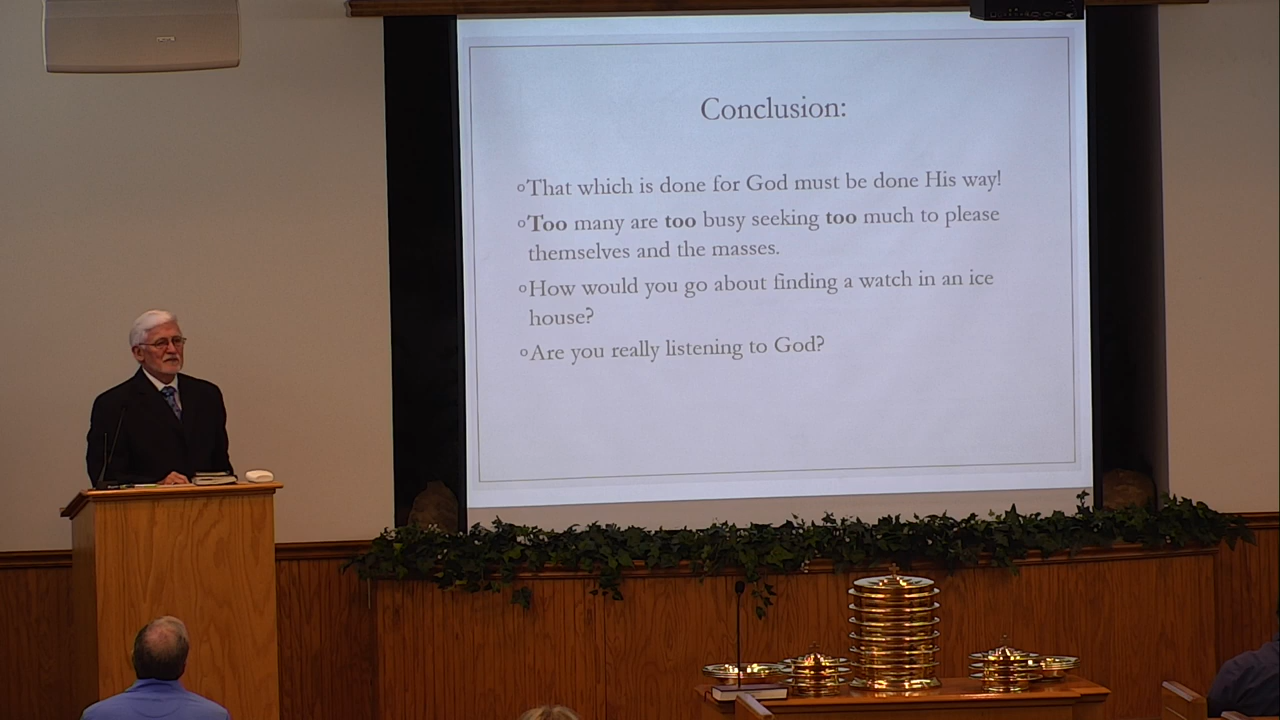 Conclusion:
°That which is done for God must be done His way!
°Too many are too busy seeking too much to please
themselves and the masses.
°How would you go about finding a watch in an ice
house?
°Are you really listening to God?